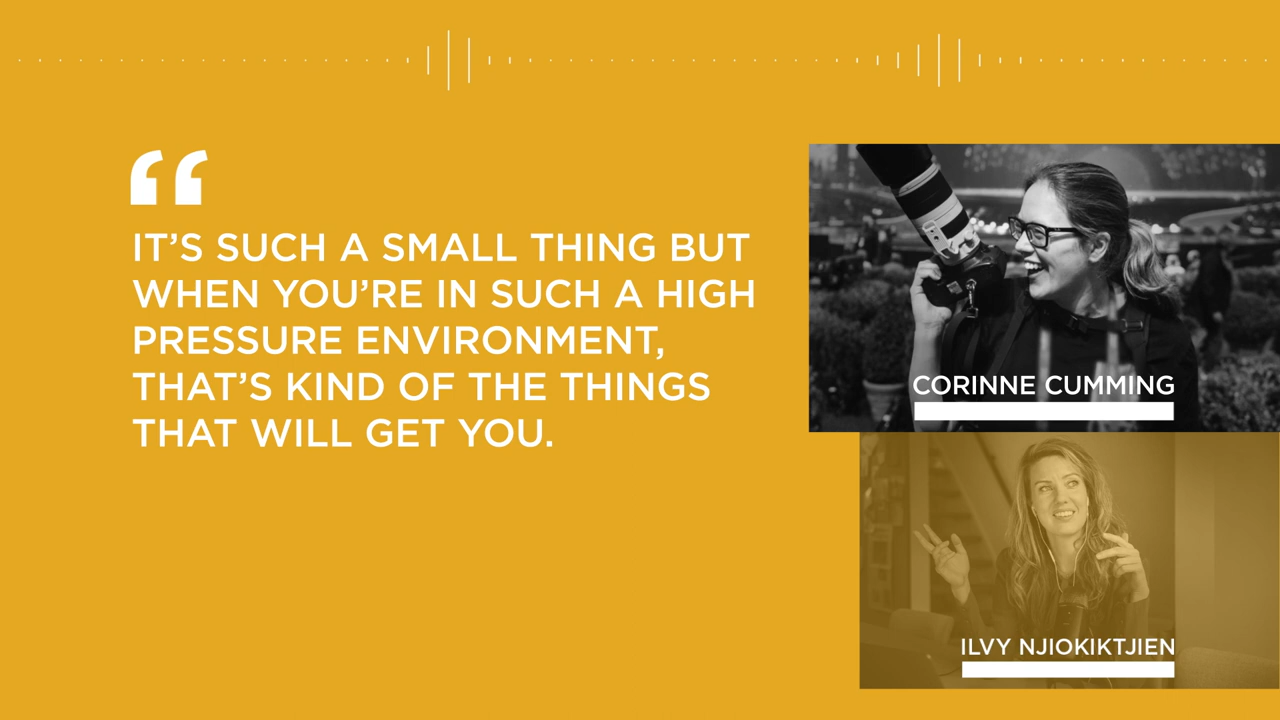 “
IT’S SUCH A SMALL THING BUT
WHEN YOU’RE IN SUCH A HIGH
PRESSURE ENVIRONMENT,
THAT’S KIND OF THE THINGS
THAT WILL GET YOU.
CORINNE CUMMING
ILVY NJIOKIKTJIEN